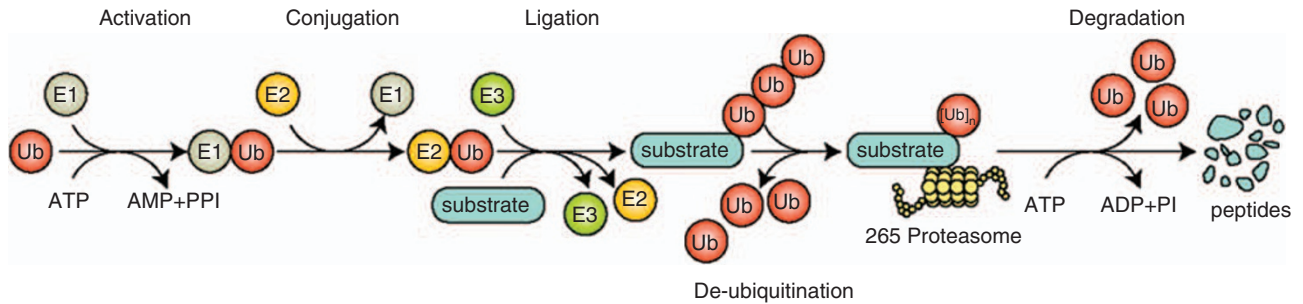 Activation
Conjugation
Ligation
Degradation
E1
E2
E1
E3
Ub
Ub
Ub
Ub
Ub
Ub
[Ub]n
Ub
E1 Ub
E2 Ub
substrate
substrate
ATP
AMP+PPI
substrate
E3
E2
Ub
Ub
Ub
265 Proteasome
ATP
ADP+PI
peptides
De-ubiquitination